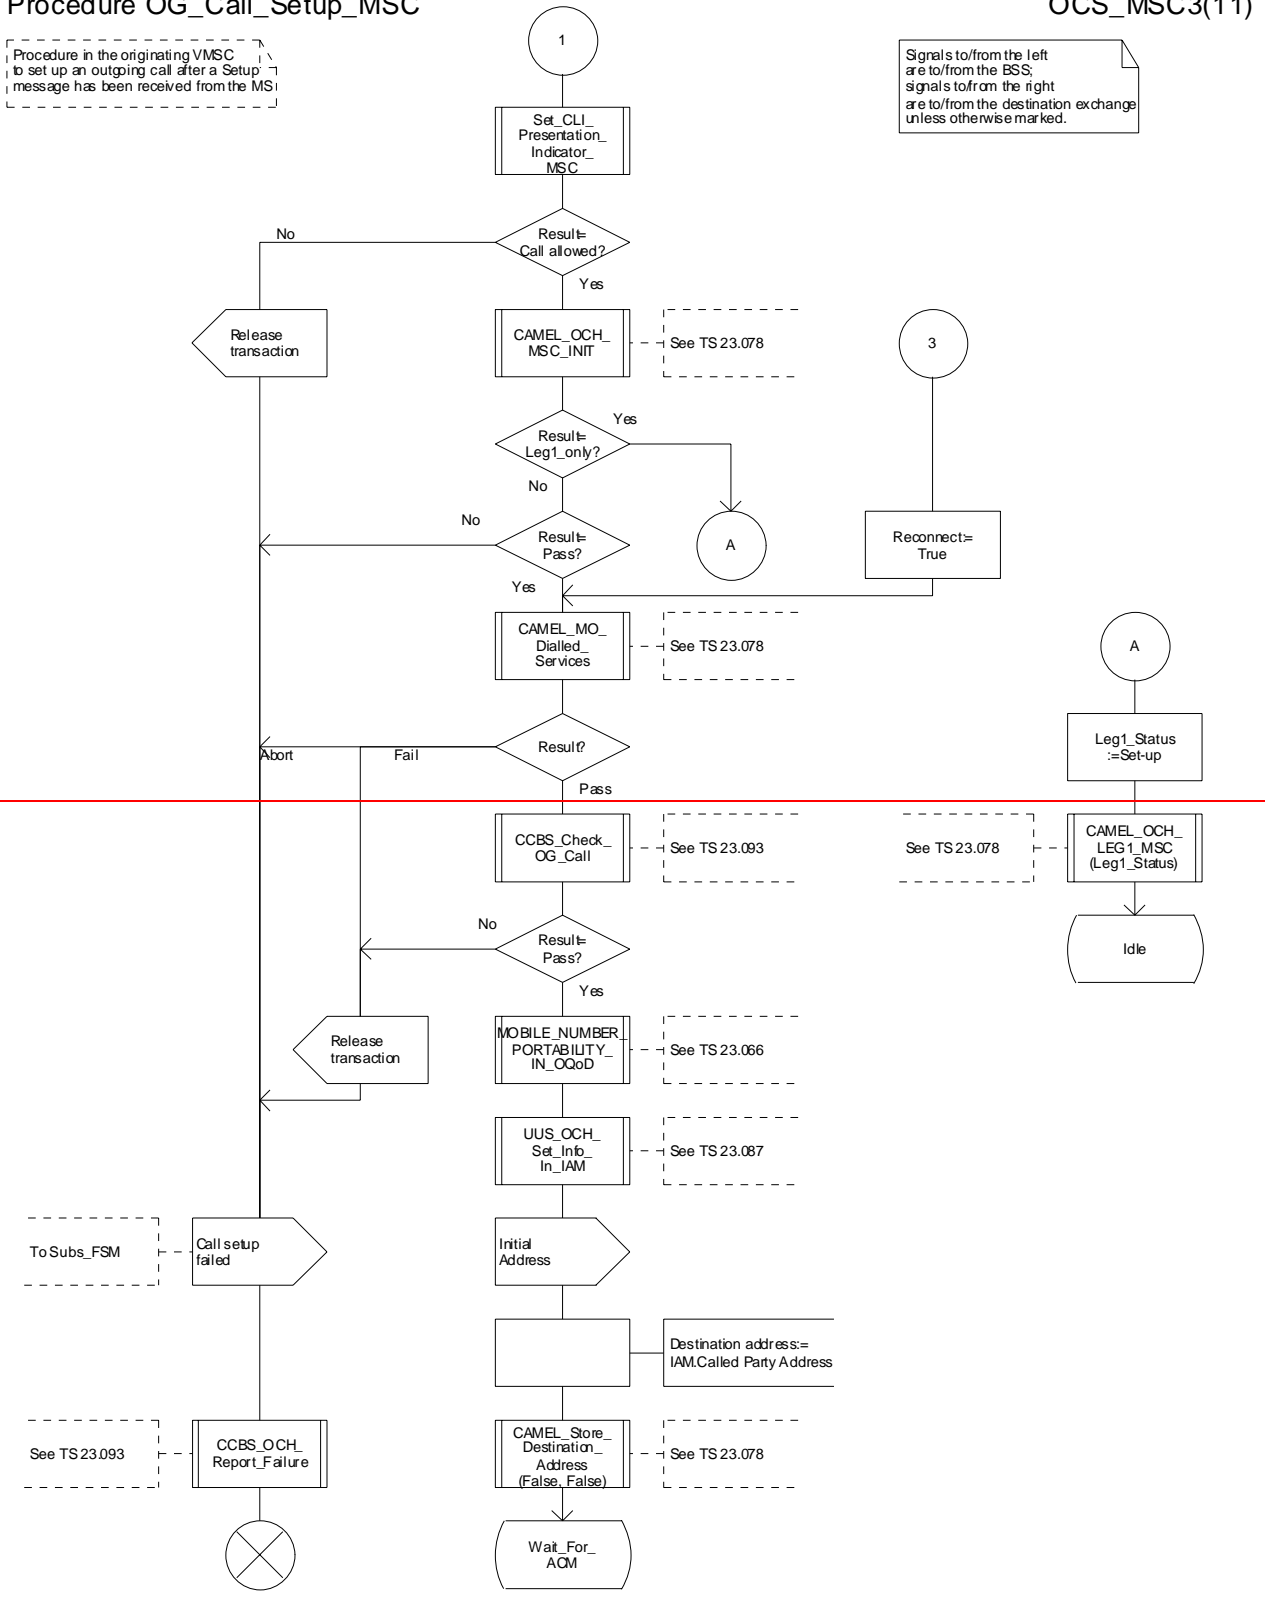 Procedure OG_Call_Setup_MSC
OCS_MSC3(11)
Procedure in the originating VMSC
to set up an outgoing call after a Setup
message has been received from the MS
1
Signals to/from the left
are to/from the BSS;
signals to/from the right
are to/from the destination exchange
unless otherwise marked.
Set_CLI_
Presentation_
Indicator_
MSC
No
Result=
Call allowed?
Yes
Release
transaction
CAMEL_OCH_
MSC_INIT
See TS 23.078
3
Yes
Result=
Leg1_only?
No
No
Result=
Pass?
A
Reconnect:=
True
Yes
CAMEL_MO_
Dialled_
Services
See TS 23.078
A
Leg1_Status
:=Set-up
Abort
Fail
Result?
Pass
CCBS_Check_
OG_Call
See TS 23.093
See TS 23.078
CAMEL_OCH_
LEG1_MSC
(Leg1_Status)
No
Result=
Pass?
Idle
Yes
Release
transaction
MOBILE_NUMBER_
PORTABILITY_
IN_OQoD
See TS 23.066
UUS_OCH_
Set_Info_
In_IAM
See TS 23.087
To Subs_FSM
Call setup
failed
Initial
Address
Destination address:=
IAM.Called Party Address
See TS 23.093
CCBS_OCH_
Report_Failure
CAMEL_Store_
Destination_
Address
(False, False)
See TS 23.078
Wait_For_
ACM